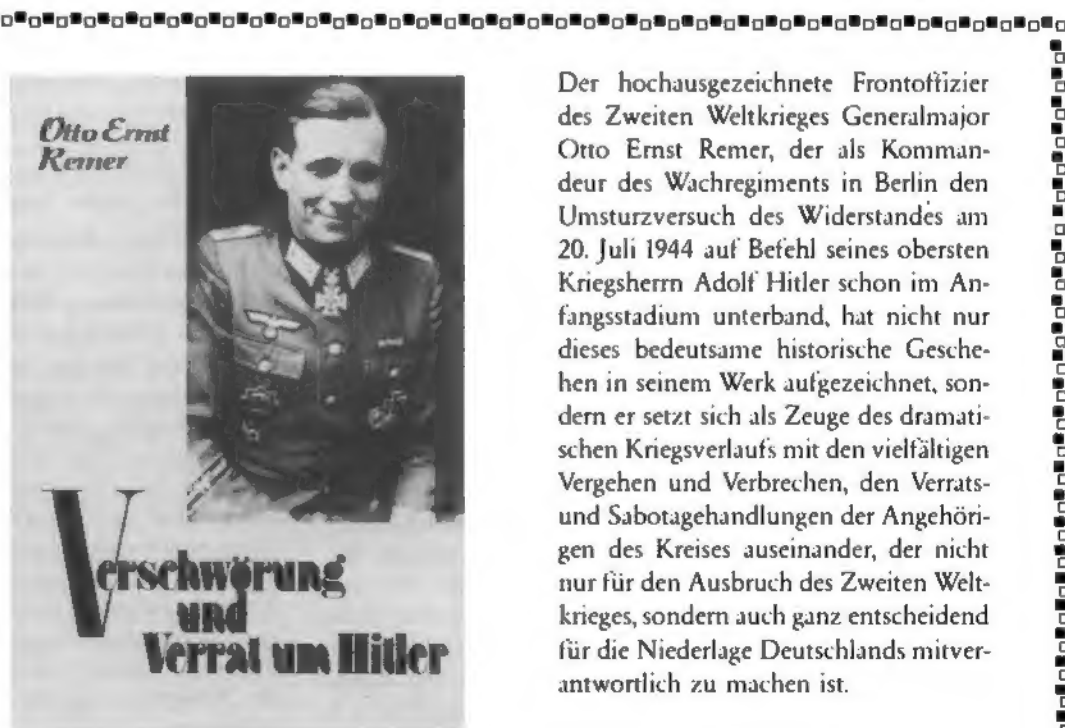 Otto Ernst
Remer
Verschwörung
und
Verrat um Hitler
Der hochausgezeichnete Frontoffizier
des Zweiten Weltkrieges Generalmajor
Otto Ernst Remer, der als Komman-
deur des Wachregiments in Berlin den
Umsturzversuch des Widerstandes am
20. Juli 1944 auf Befehl seines obersten
Kriegsherrn Adolf Hitler schon im An-
fangsstadium unterband, hat nicht nur
dieses bedeutsame historische Gesche-
hen in seinem Werk aufgezeichnet, son-
dern er setzt sich als Zeuge des dramati-
schen Kriegsverlaufs mit den vielfältigen
Vergehen und Verbrechen, den Verrats-
und Sabotagehandlungen der Angehöri-
gen des Kreises auseinander, der nicht
nur für den Ausbruch des Zweiten Welt-
krieges, sondern auch ganz entscheidend
für die Niederlage Deutschlands mitver-
antwortlich zu machen ist.